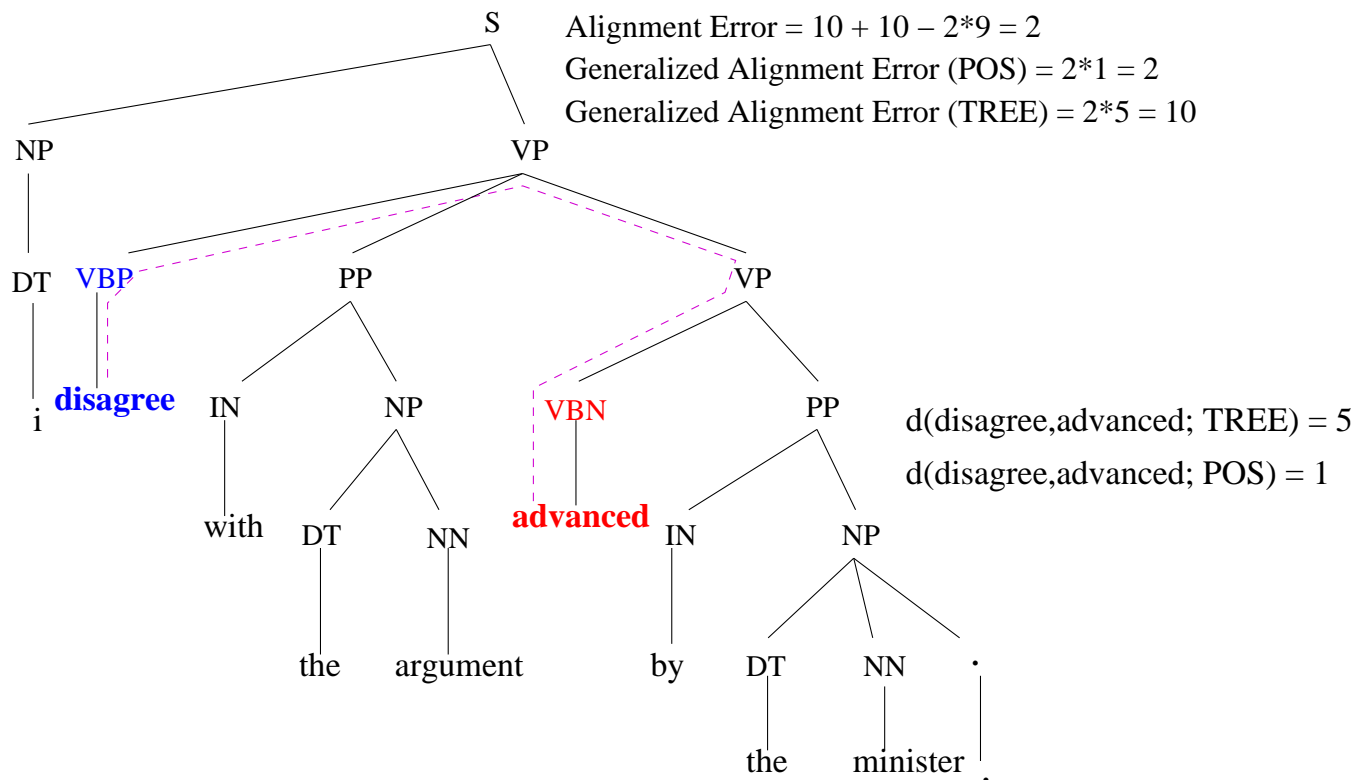 S
Alignment Error = 10 + 10 – 2*9 = 2
Generalized Alignment Error (POS) = 2*1 = 2
Generalized Alignment Error (TREE) = 2*5 = 10
NP VP
DT VBP PP VP
i disagree IN NP VBN PP
d(disagree,advanced; TREE) = 5
d(disagree,advanced; POS) = 1
with DT NN advanced IN NP
the argument by DT NN .
the minister .